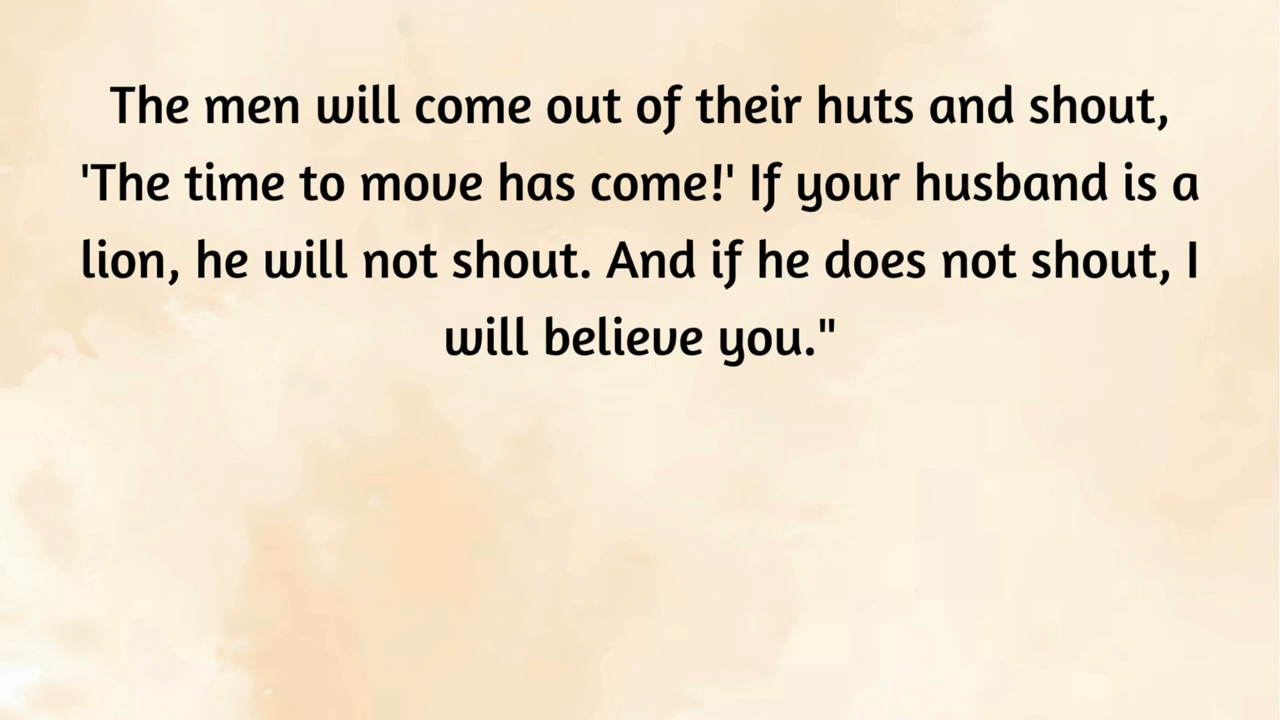 The men will come out of their huts and shout,
'The time to move has come!' If your husband is a
lion, he will not shout. And if he does not shout, I
will believe you."